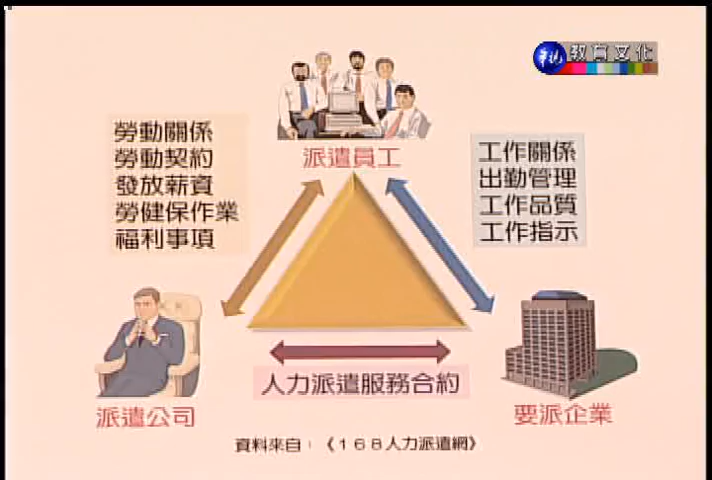 華視 教育文化
派遣員工
勞動關係
勞動契約
發放薪資
勞健保作業
福利事項
工作關係
出勤管理
工作品質
工作指示
人力派遣服務合約
派遣公司
要派企業
資料來自：《１６８人力派遣網》